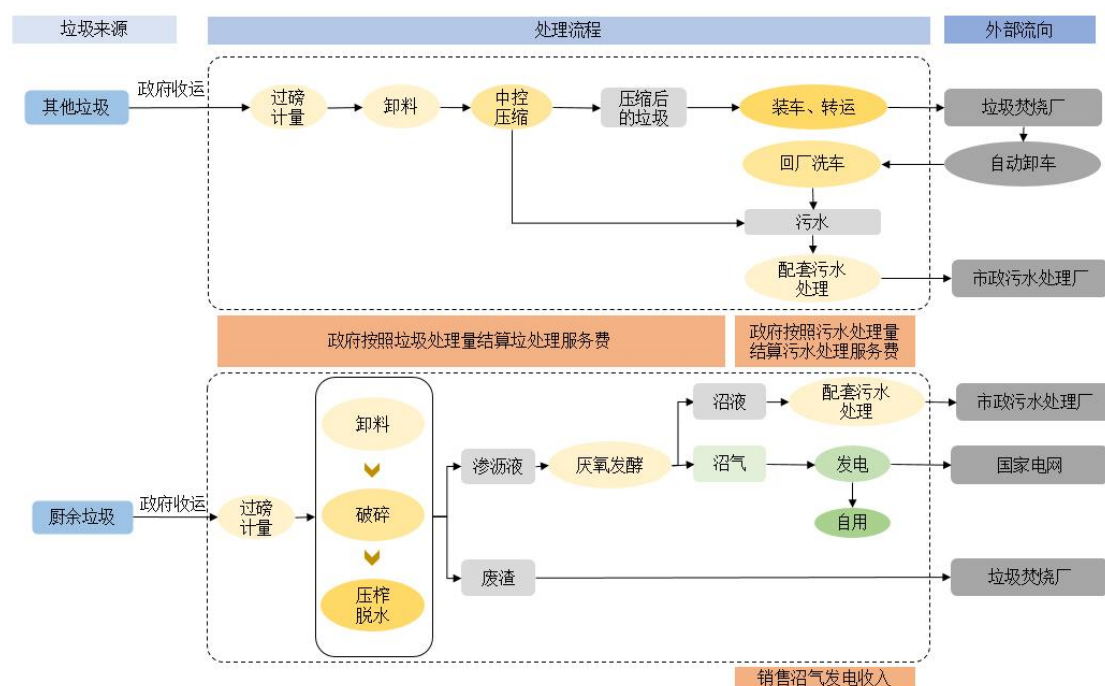 垃圾来源
处理流程
外部流向
政府收运
其他垃圾
过磅
计量
卸料
中控
压缩
压缩后
的垃圾
装车、转运
垃圾焚烧厂
回厂洗车
自动卸车
污水
配套污水
处理
市政污水处理厂
政府按照垃圾处理量结算垃处理服务费
政府按照污水处理量
结算污水处理服务费
卸料
沼液
配套污水
处理
市政污水处理厂
渗沥液
厌氧发酵
沼气
发电
国家电网
政府收运
厨余垃圾
过磅
计量
破碎
自用
废渣
垃圾焚烧厂
压榨
脱水
销售沼气发电收入